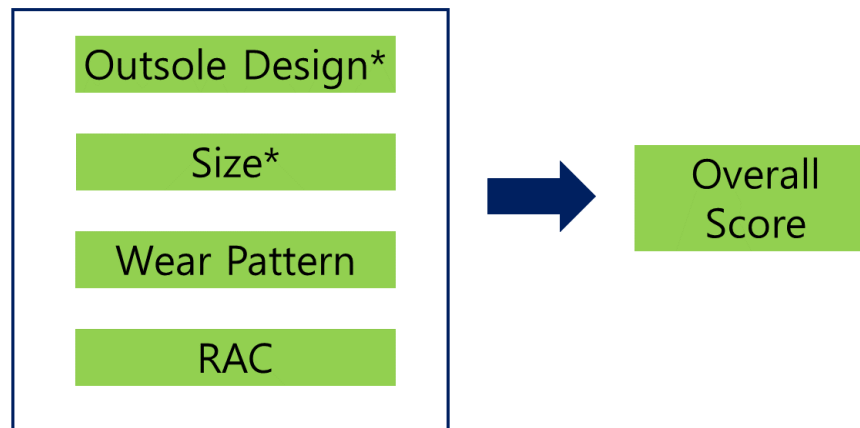 Outsole Design*
Size*
Wear Pattern
RAC
Overall
Score